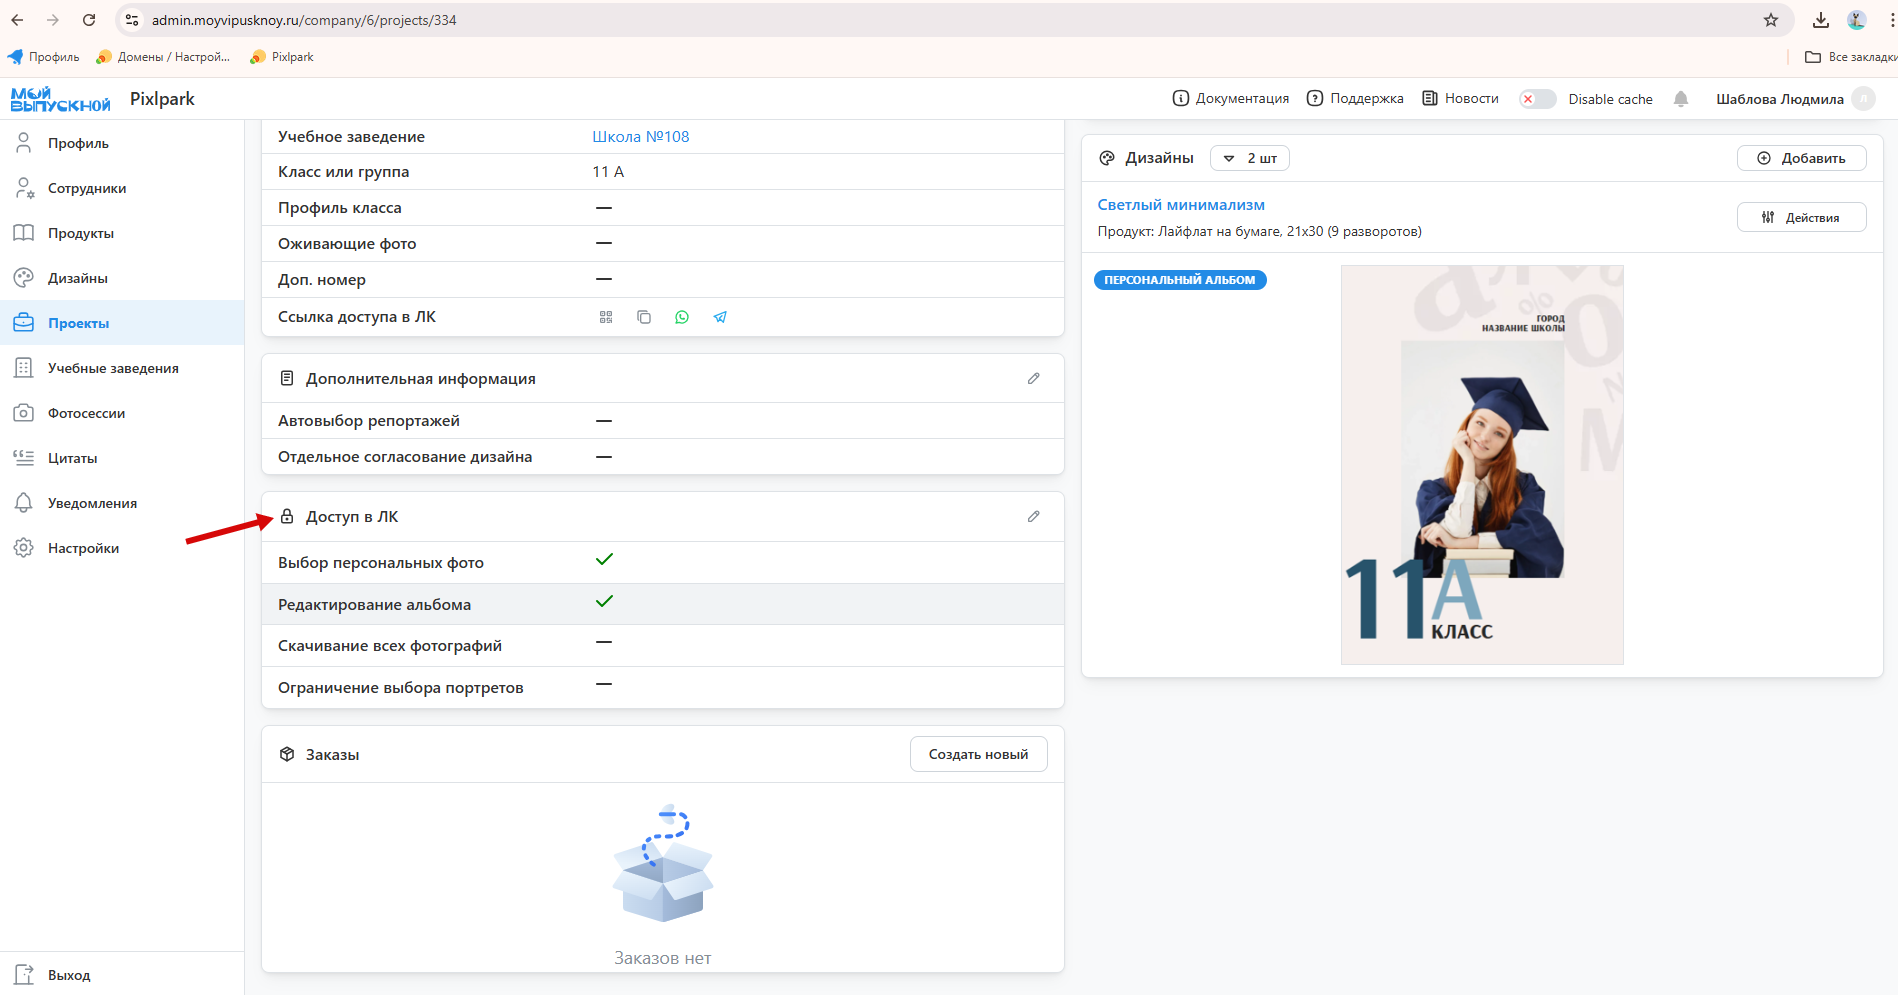 admin.moyvipusknoy.ru/company/6/projects/334
Профиль
Домены / Настрой...
Pixlpark
Все закладки
МОЙ ВЫПУСКНОЙ
Pixlpark
Документация
Поддержка
Новости
Disable cache
Шаблова Людмила
Л
Профиль
Сотрудники
Продукты
Дизайны
Проекты
Учебные заведения
Фотосессии
Цитаты
Уведомления
Настройки
Выход
Учебное заведение Школа №108
Класс или группа 11 А
Профиль класса —
Оживающие фото —
Доп. номер —
Ссылка доступа в ЛК
Дополнительная информация
Автовыбор репортажей —
Отдельное согласование дизайна —
Доступ в ЛК
Выбор персональных фото
Редактирование альбома
Скачивание всех фотографий —
Ограничение выбора портретов —
Заказы
Создать новый
Заказов нет
Дизайны
2 шт
Добавить
Светлый минимализм
Действия
Продукт: Лайфлат на бумаге, 21x30 (9 разворотов)
ПЕРСОНАЛЬНЫЙ АЛЬБОМ
ГОРОД
НАЗВАНИЕ ШКОЛЫ
11А
КЛАСС